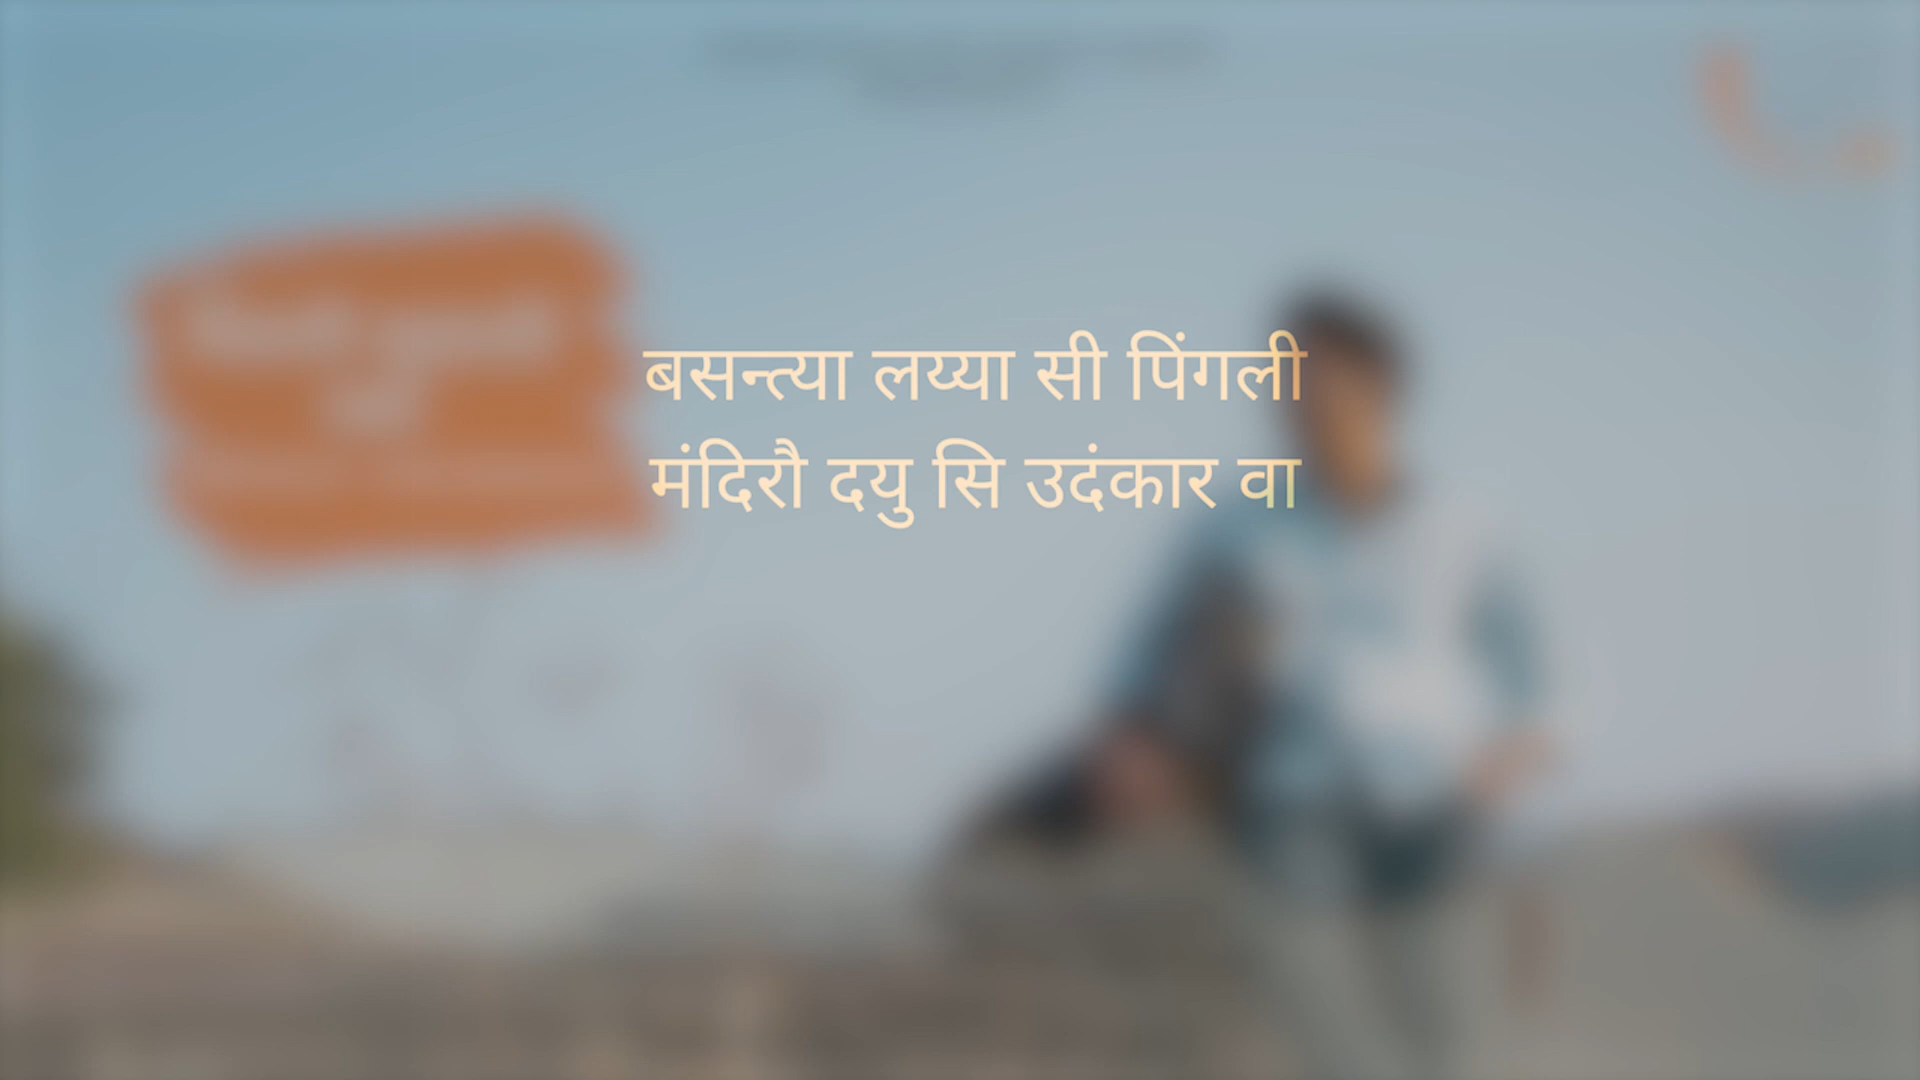 बसन्त्या लय्या सी पिंगली
मंदिरौ दयु सि उदंकार वा